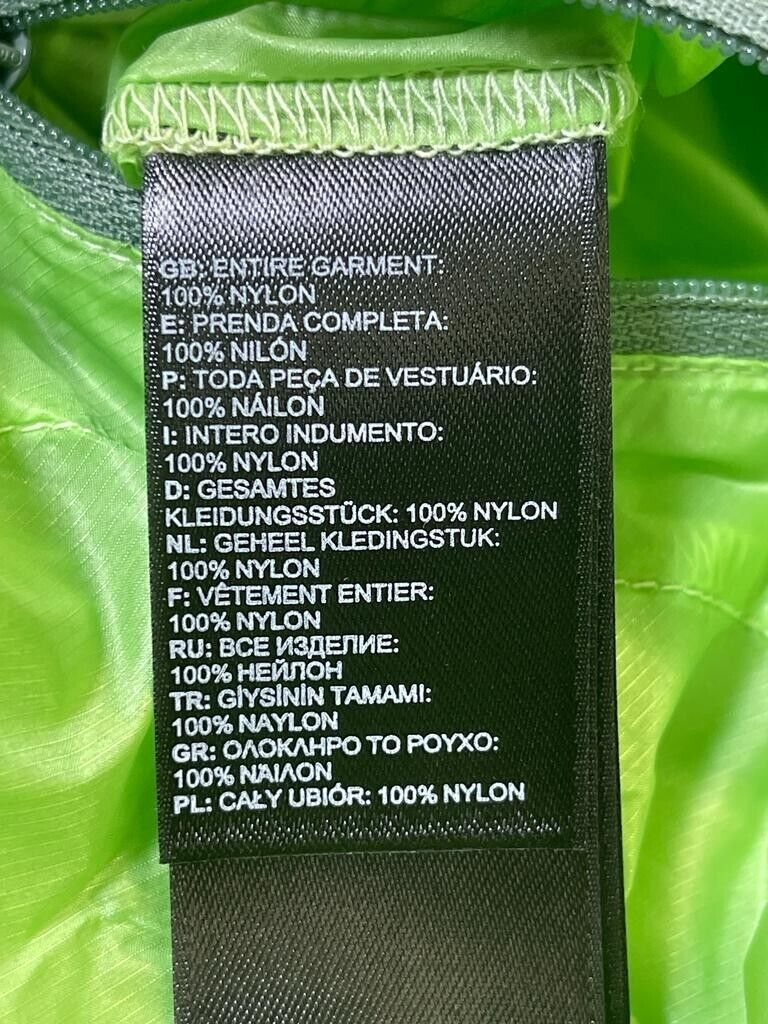 GB: ENTIRE GARMENT:
100% NYLON
E: PRENDA COMPLETA:
100% NILÓN
P: TODA PEÇA DE VESTUÁRIO:
100% NÁILON
I: INTERO INDUMENTO:
100% NYLON
D: GESAMTES
KLEIDUNGSSTÜCK: 100% NYLON
NL: GEHEEL KLEDINGSTUK:
100% NYLON
F: VÊTEMENT ENTIER:
100% NYLON
RU: ВСЕ ИЗДЕЛИЕ:
100% НЕЙЛОН
TR: GİYSİNİN TAMAMI:
100% NAYLON
GR: ΟΛΟΚΛΗΡΟ ΤΟ ΡΟΥΧΟ:
100% ΝΑΙΛΟΝ
PL: CAŁY UBIÓR: 100% NYLON